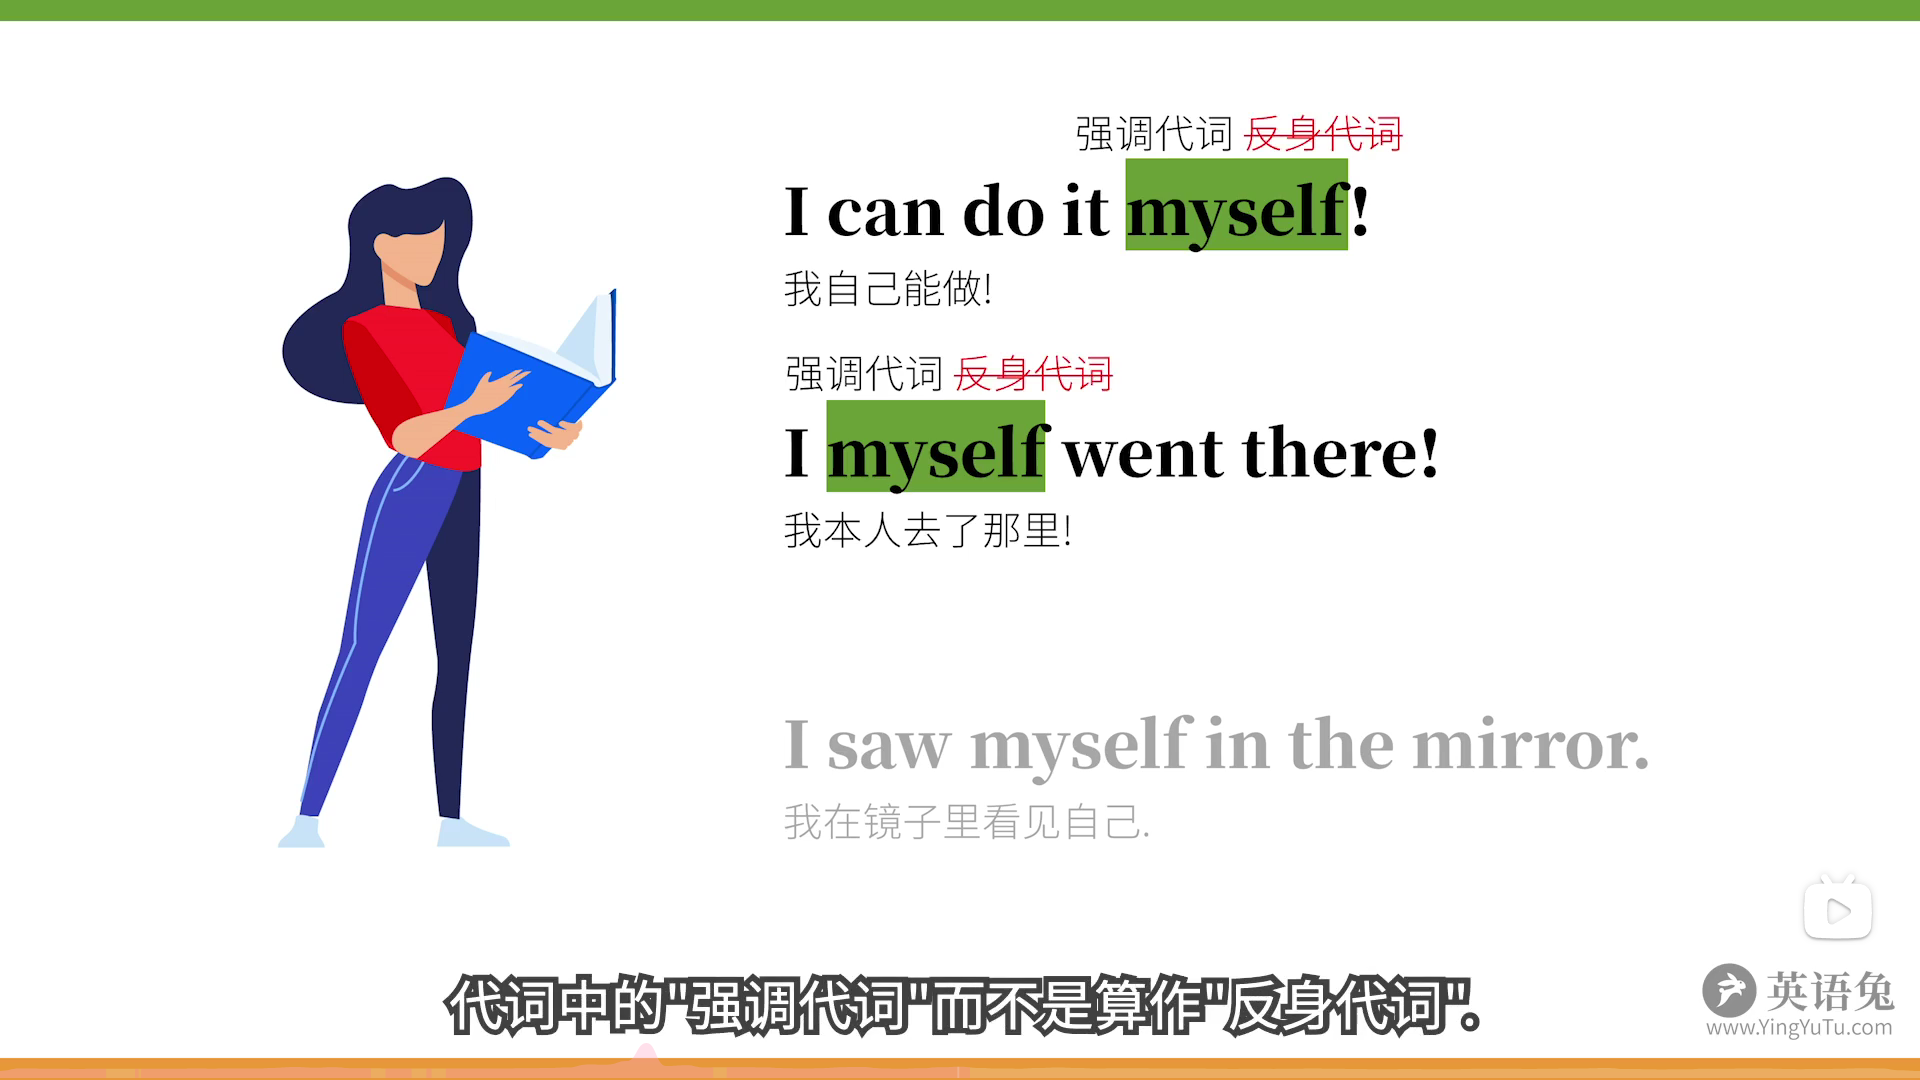 强调代词 反身代词
I can do it myself!
我自己能做!
强调代词 反身代词
I myself went there!
我本人去了那里!
I saw myself in the mirror.
我在镜子里看见自己.
代词中的"强调代词"而不是算作"反身代词"。
英语兔
www.YingYuTu.com